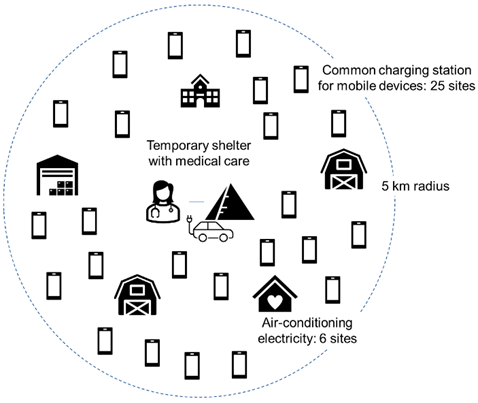 Common charging station
for mobile devices: 25 sites
Temporary shelter
with medical care
5 km radius
Air-conditioning
electricity: 6 sites